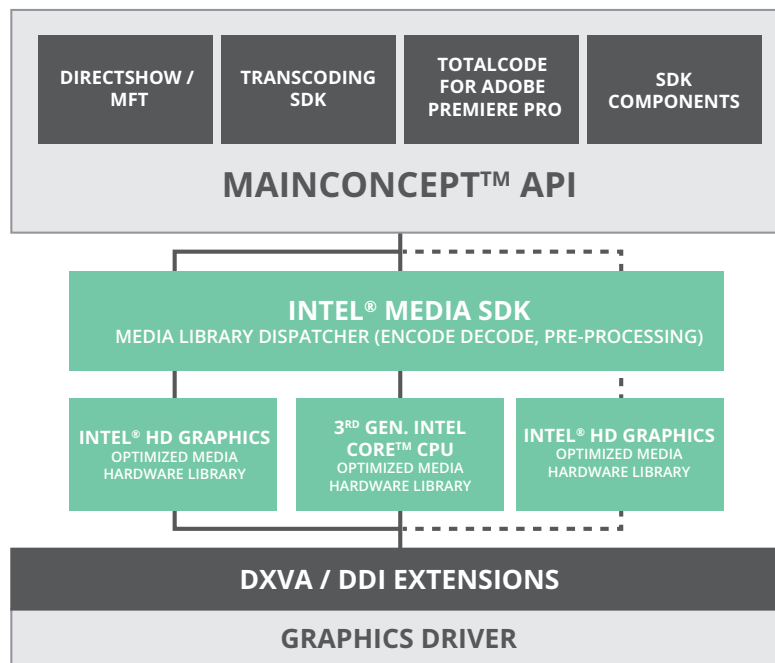 DIRECTSHOW /
MFT
TRANSCODING
SDK
TOTALCODE
FOR ADOBE
PREMIERE PRO
SDK
COMPONENTS
MAINCONCEPT™ API
INTEL® MEDIA SDK
MEDIA LIBRARY DISPATCHER (ENCODE DECODE, PRE-PROCESSING)
INTEL® HD GRAPHICS
OPTIMIZED MEDIA
HARDWARE LIBRARY
3RD GEN. INTEL
CORE™ CPU
OPTIMIZED MEDIA
HARDWARE LIBRARY
INTEL® HD GRAPHICS
OPTIMIZED MEDIA
HARDWARE LIBRARY
DXVA / DDI EXTENSIONS
GRAPHICS DRIVER